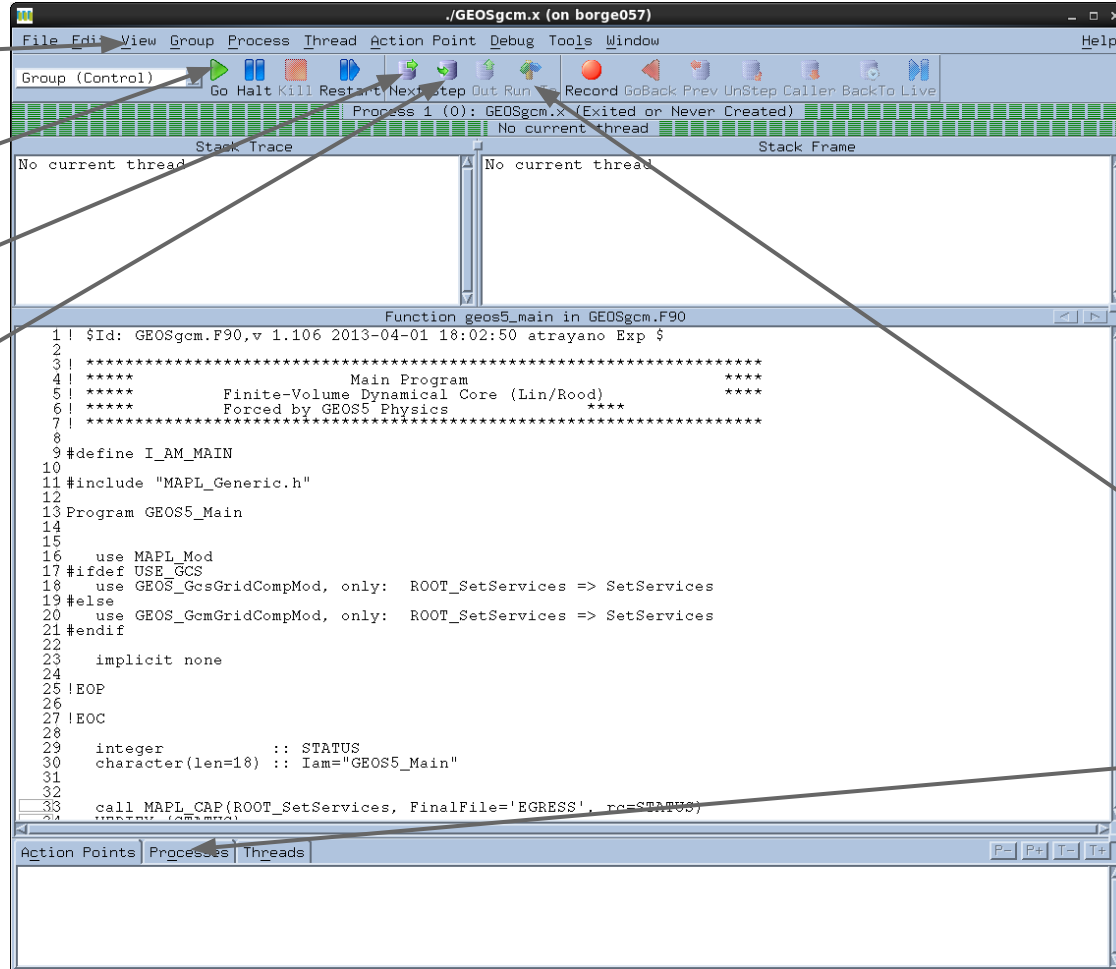 ./GEOSgcm.x (on borge057)
File Edit View Group Process Thread Action Point Debug Tools Window Help
Group (Control)
Go Halt Kill Restart Next Step Out Run To Record GoBack Prev UnStep Caller BackTo Live
Process 1 (0): GEOSgcm.x (Exited or Never Created)
No current thread
Stack Trace Stack Frame
No current thread No current thread
Function geos5_main in GEOSgcm.F90
1 ! $Id: GEOSgcm.F90,v 1.106 2013-04-01 18:02:50 atrayano Exp $
2
3 ! *********************************************************************
4 ! ***** Main Program ****
5 ! ***** Finite-Volume Dynamical Core (Lin/Rood) ****
6 ! ***** Forced by GEOS5 Physics ****
7 ! *********************************************************************
8
9 #define I_AM_MAIN
10
11 #include "MAPL_Generic.h"
12
13 Program GEOS5_Main
14
15
16 use MAPL_Mod
17 #ifdef USE_GCS
18 use GEOS_GcsGridCompMod, only: ROOT_SetServices => SetServices
19 #else
20 use GEOS_GcmGridCompMod, only: ROOT_SetServices => SetServices
21 #endif
22
23 implicit none
24
25 !EOP
26
27 !EOC
28
29 integer :: STATUS
30 character(len=18) :: Iam="GEOS5_Main"
31
32
33 call MAPL_CAP(ROOT_SetServices, FinalFile='EGRESS', rc=STATUS)
Action Points Processes Threads P- P+ T- T+